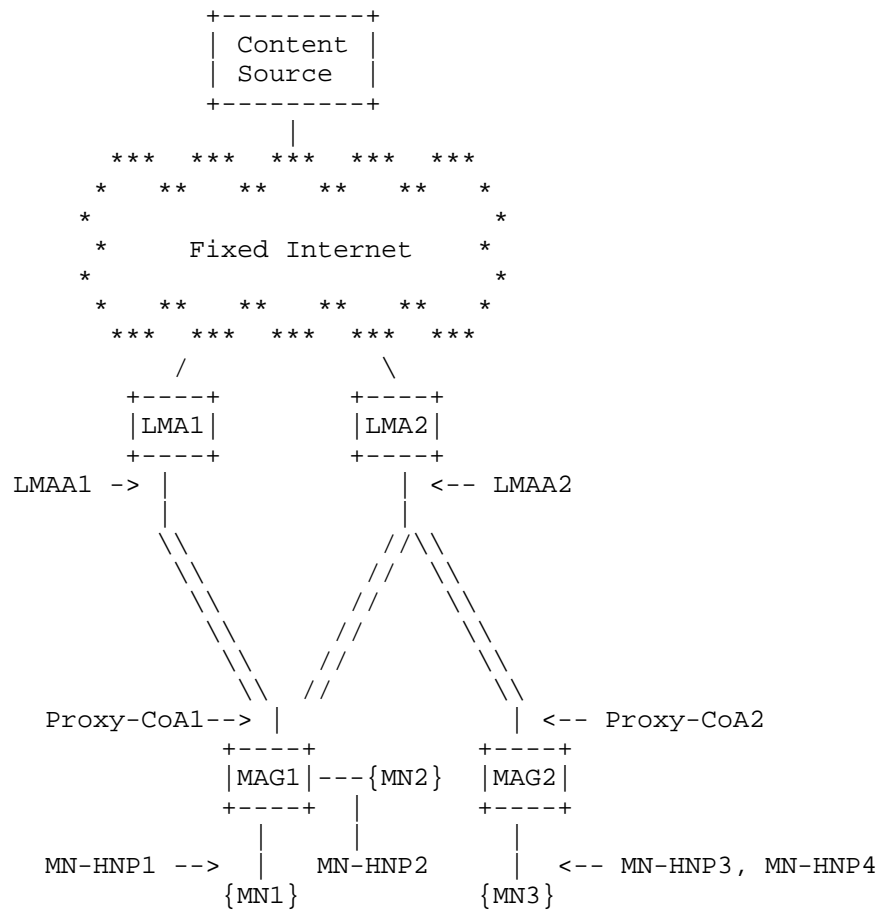 Content
Source
Fixed Internet
LMA1 LMA2
LMAA1 -> <-- LMAA2
Proxy-CoA1--> <-- Proxy-CoA2
MAG1 {MN2} MAG2
MN-HNP1 --> MN-HNP2 <-- MN-HNP3, MN-HNP4
{MN1} {MN3}